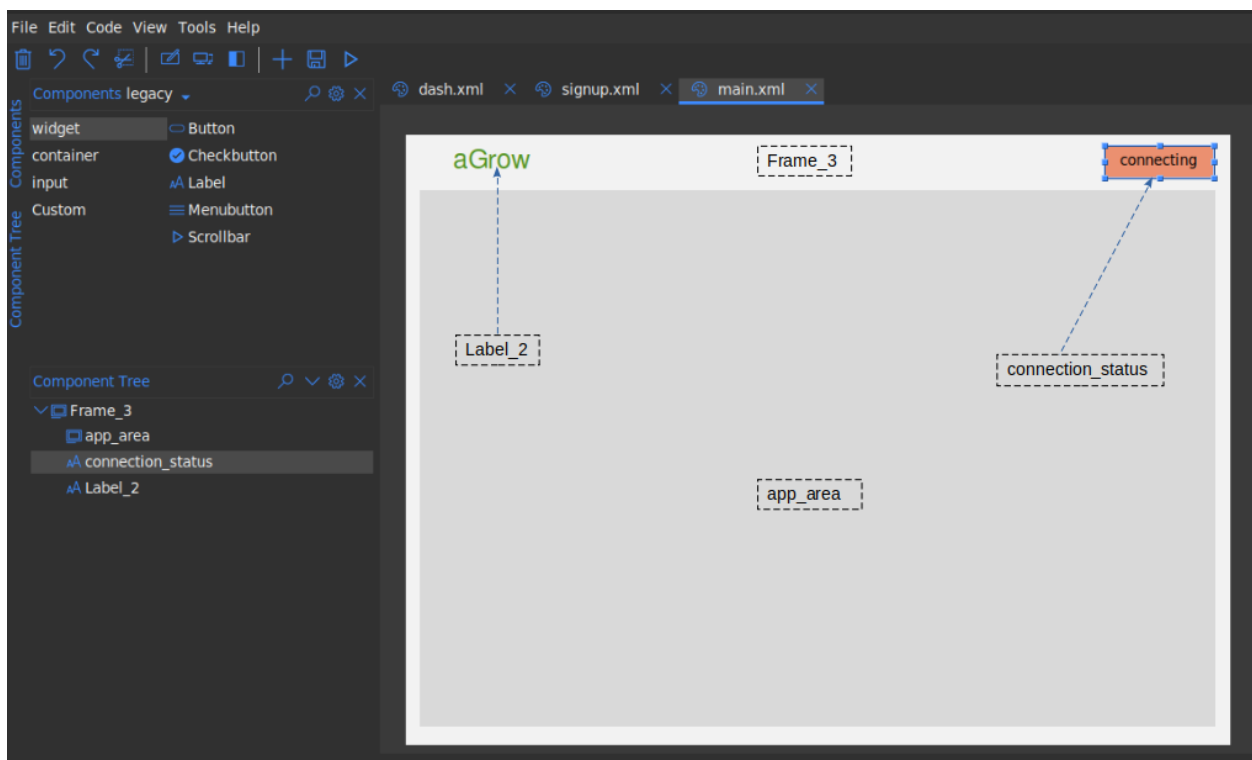 File Edit Code View Tools Help
Components legacy
dash.xml
signup.xml
main.xml
Components
Component Tree
widget
Button
container
Checkbutton
input
Label
Custom
Menubutton
Scrollbar
aGrow
Frame_3
connecting
Label_2
connection_status
app_area
Component Tree
Frame_3
app_area
connection_status
Label_2